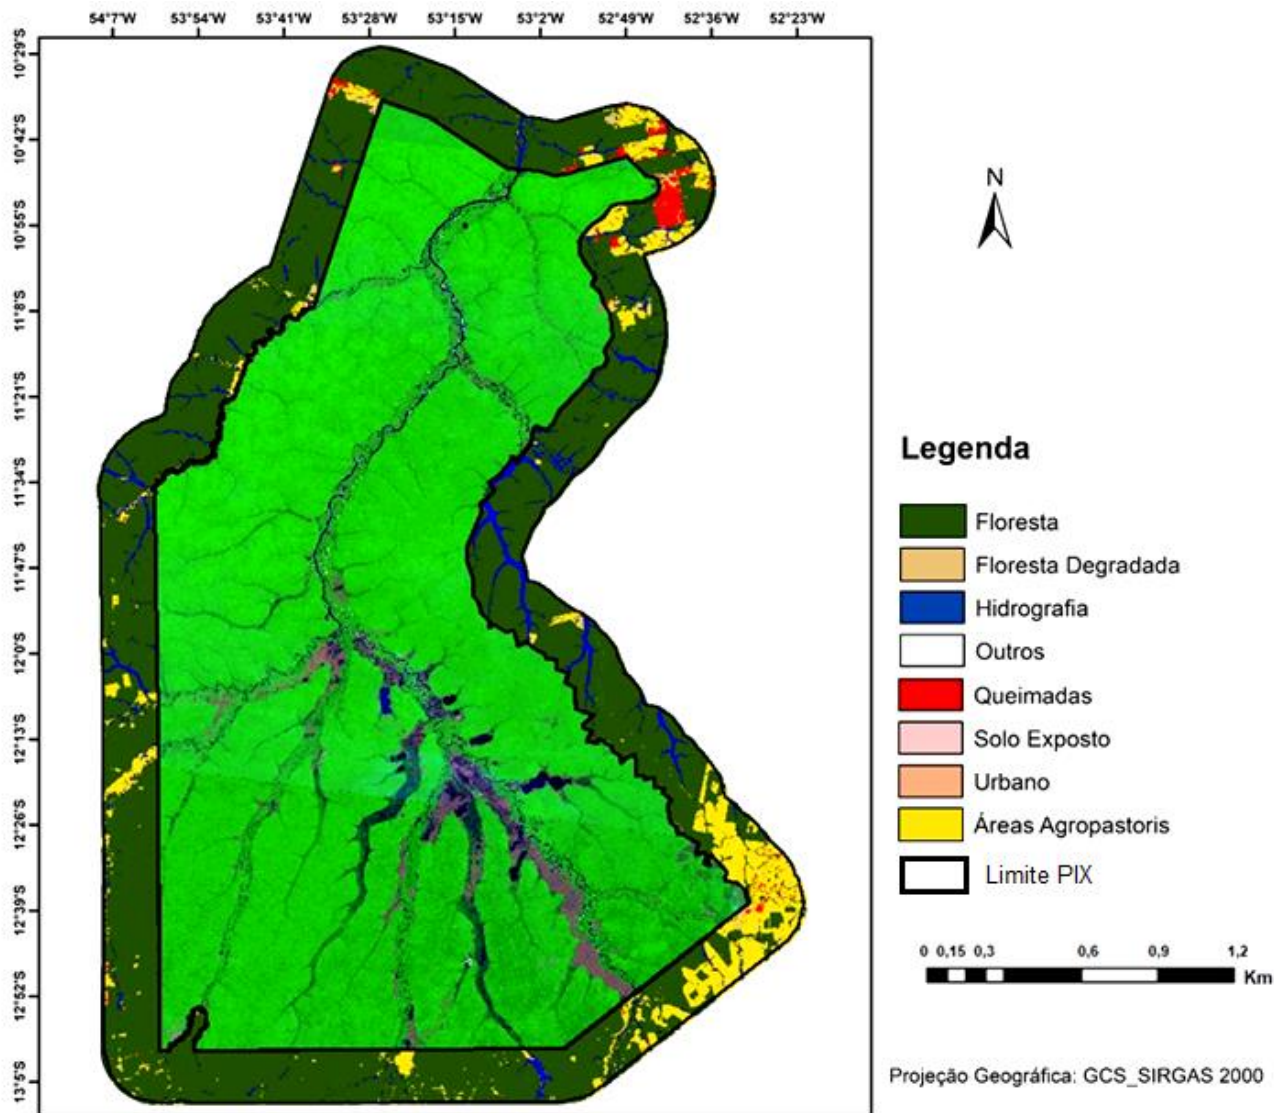 54°7'W 53°54'W 53°41'W 53°28'W 53°15'W 53°2'W 52°49'W 52°36'W 52°23'W
10°29'S
10°42'S
10°55'S
11°8'S
11°21'S
11°34'S
11°47'S
12°0'S
12°13'S
12°26'S
12°39'S
12°52'S
13°5'S
N
Legenda
Floresta
Floresta Degradada
Hidrografia
Outros
Queimadas
Solo Exposto
Urbano
Áreas Agropastoris
Limite PIX
0 0,15 0,3 0,6 0,9 1,2
Km
Projeção Geográfica: GCS_SIRGAS 2000